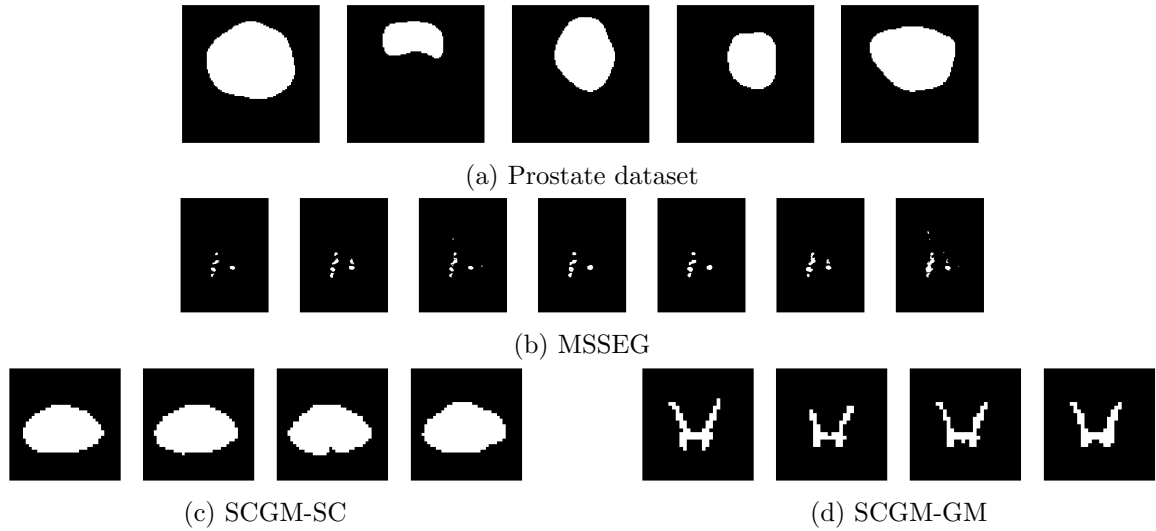 (a) Prostate dataset
(b) MSSEG
(c) SCGM-SC
(d) SCGM-GM